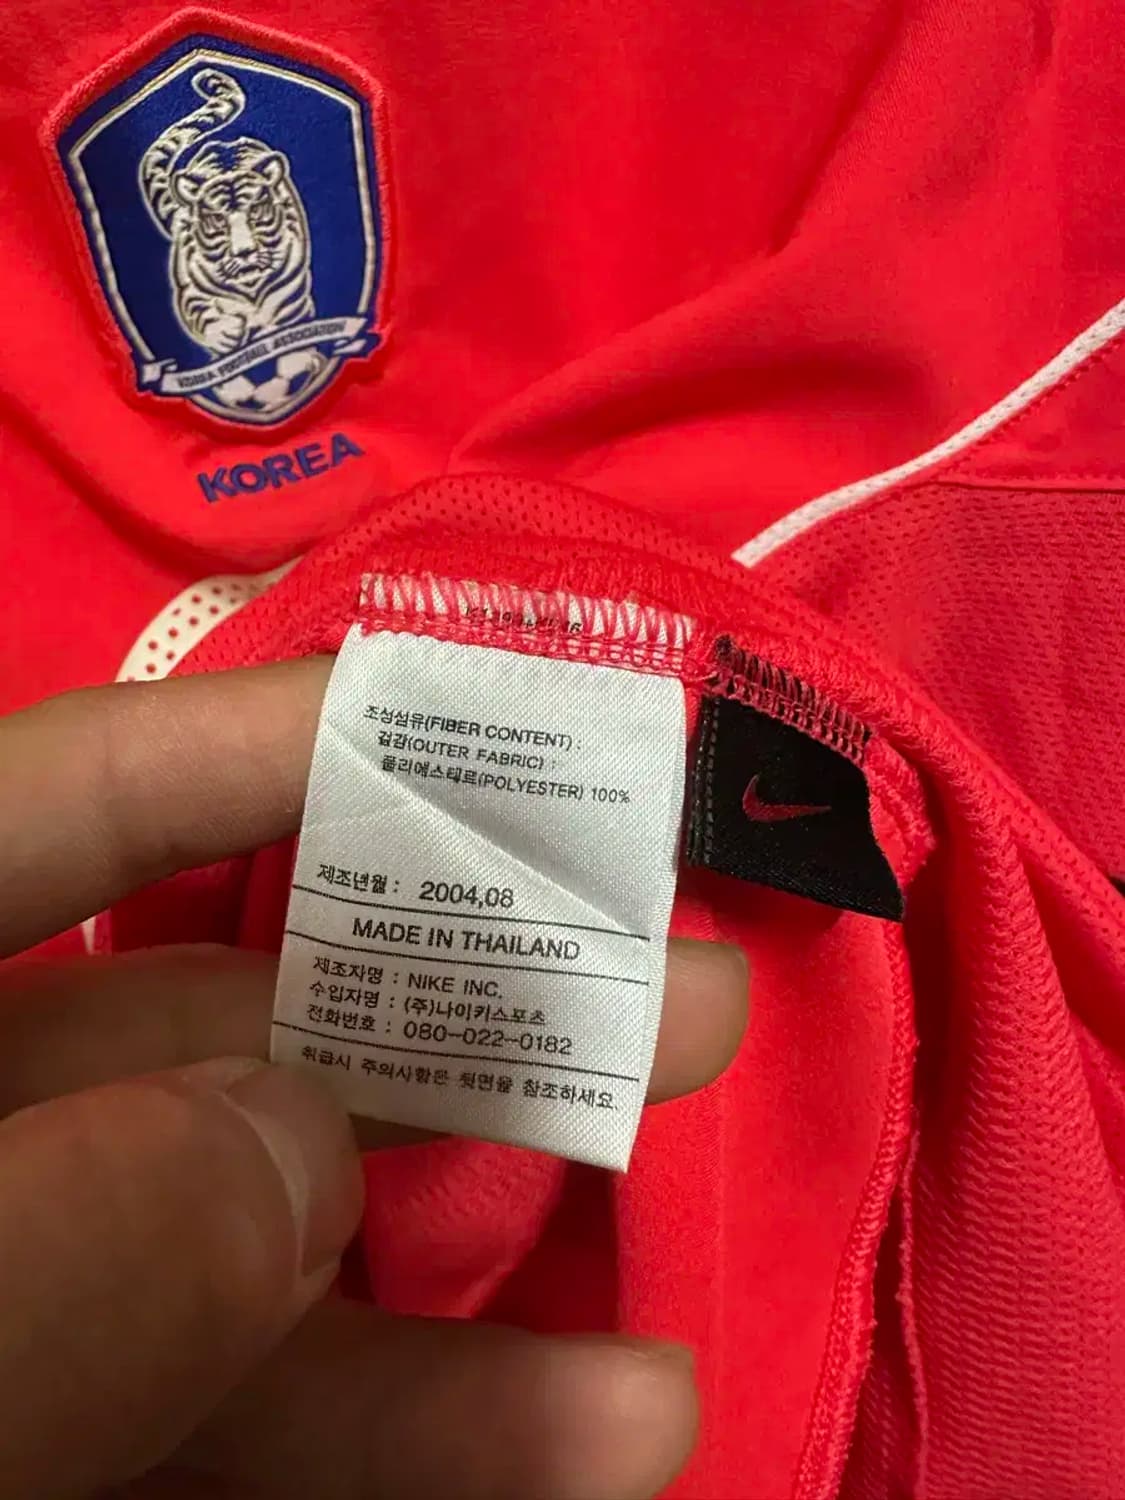 KOREA FOOTBALL ASSOCIATION
KOREA
조성섬유(FIBER CONTENT) :
겉감(OUTER FABRIC) :
폴리에스테르(POLYESTER) 100%
제조년월 : 2004,08
MADE IN THAILAND
제조자명 : NIKE INC.
수입자명 : (주)나이키스포츠
전화번호 : 080-022-0182
취급시 주의사항은 뒷면을 참조하세요.